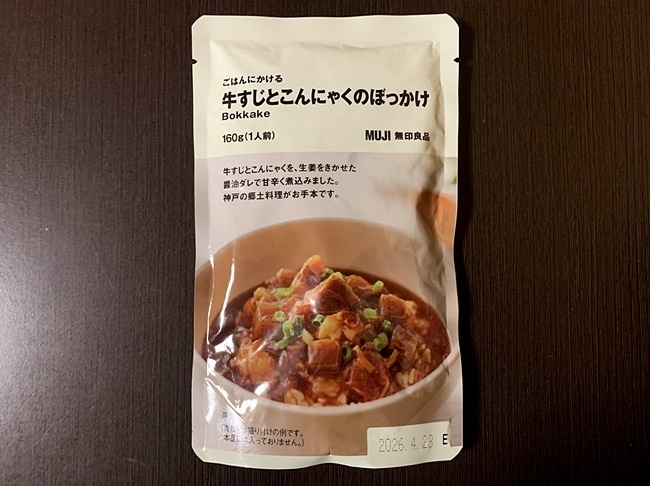 ごはんにかける
牛すじとこんにゃくのぼっかけ
Bokkake
160g(1人前)
MUJI 無印良品
牛すじとこんにゃくを、生姜をきかせた
醤油ダレで甘辛く煮込みました。
神戸の郷土料理がお手本です。
盛り付けの例です。
入っておりません。)
2026.4.23 E